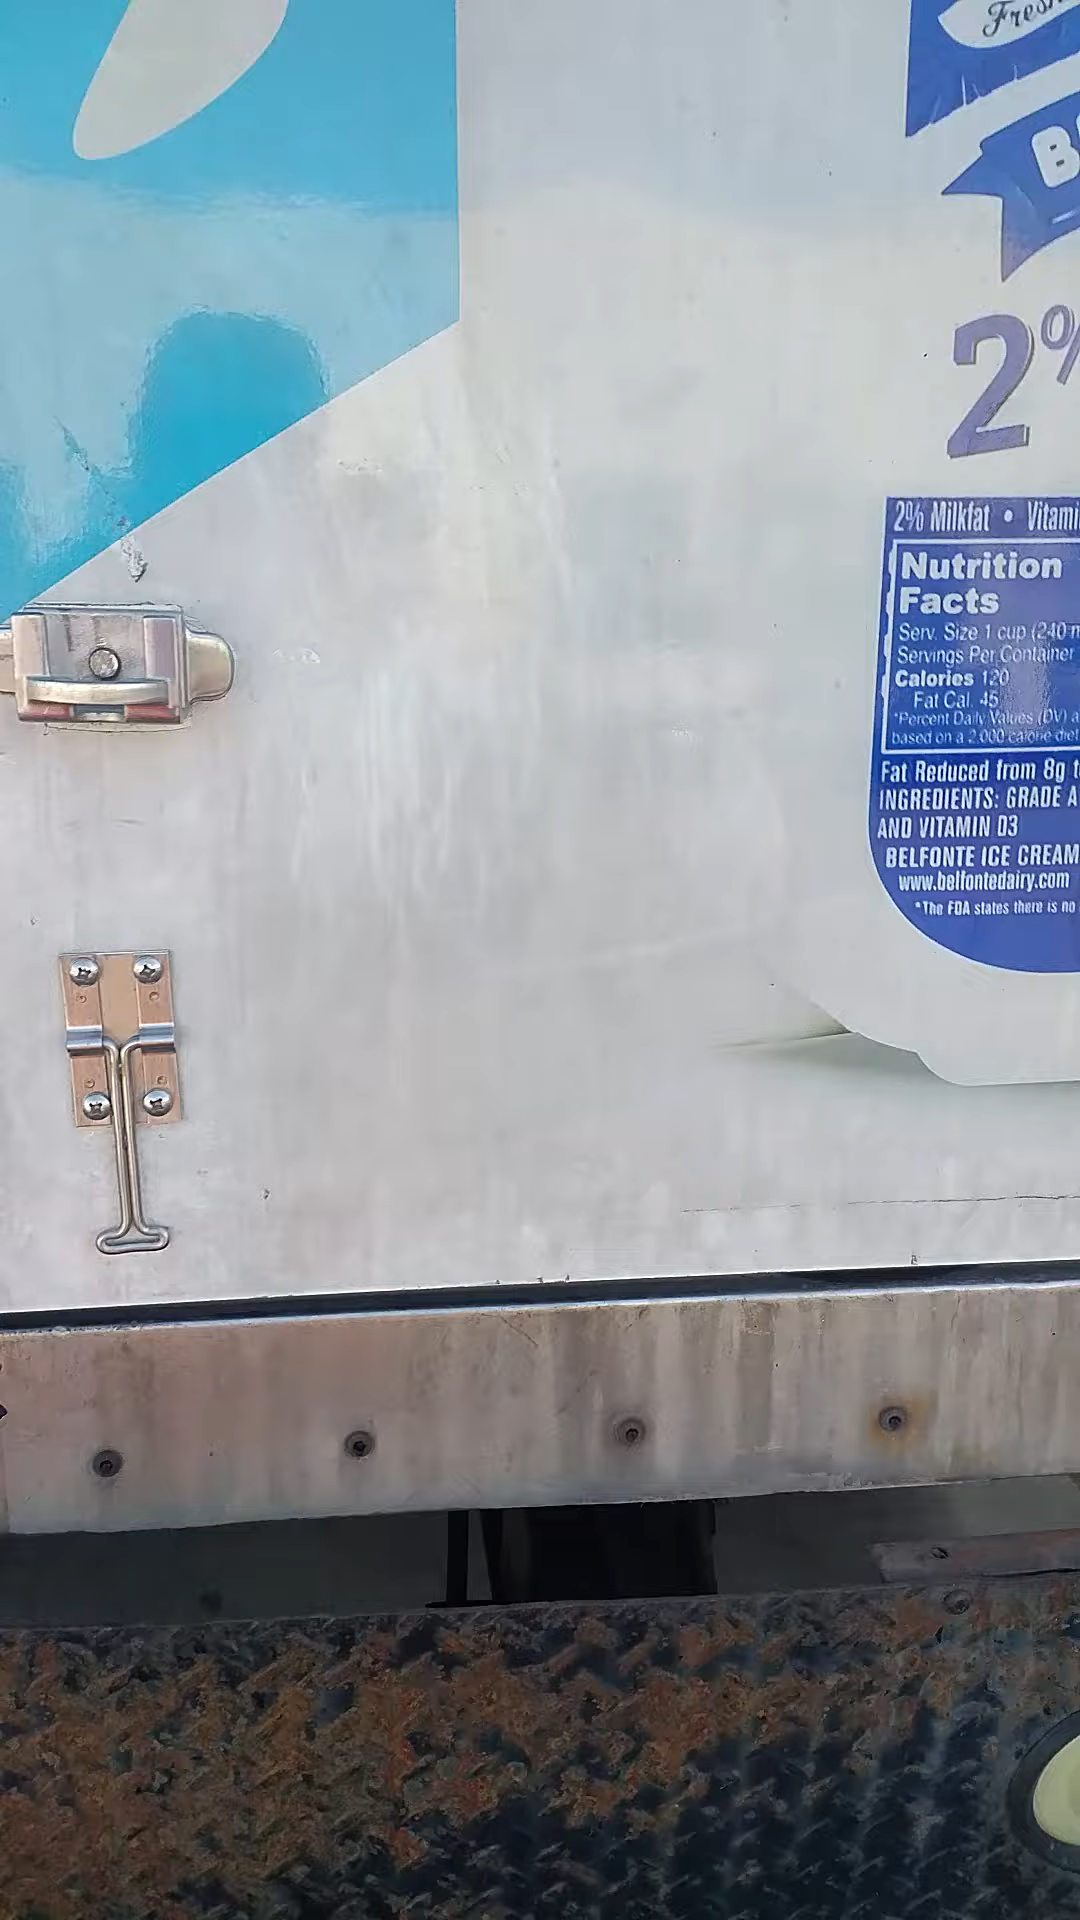 Fresh
2%
2% Milkfat •
Nutrition
Facts
Serv. Size 1 cup (240
Servings Per Container
Calories 120
Fat Cal. 45
*Percent Daily Values (DV) a
based on a 2,000 calorie diet
Fat Reduced from 8g t
INGREDIENTS: GRADE A
AND VITAMIN D3
BELFONTE ICE CREAM
www.belfontedairy.com
*The FDA states there is no